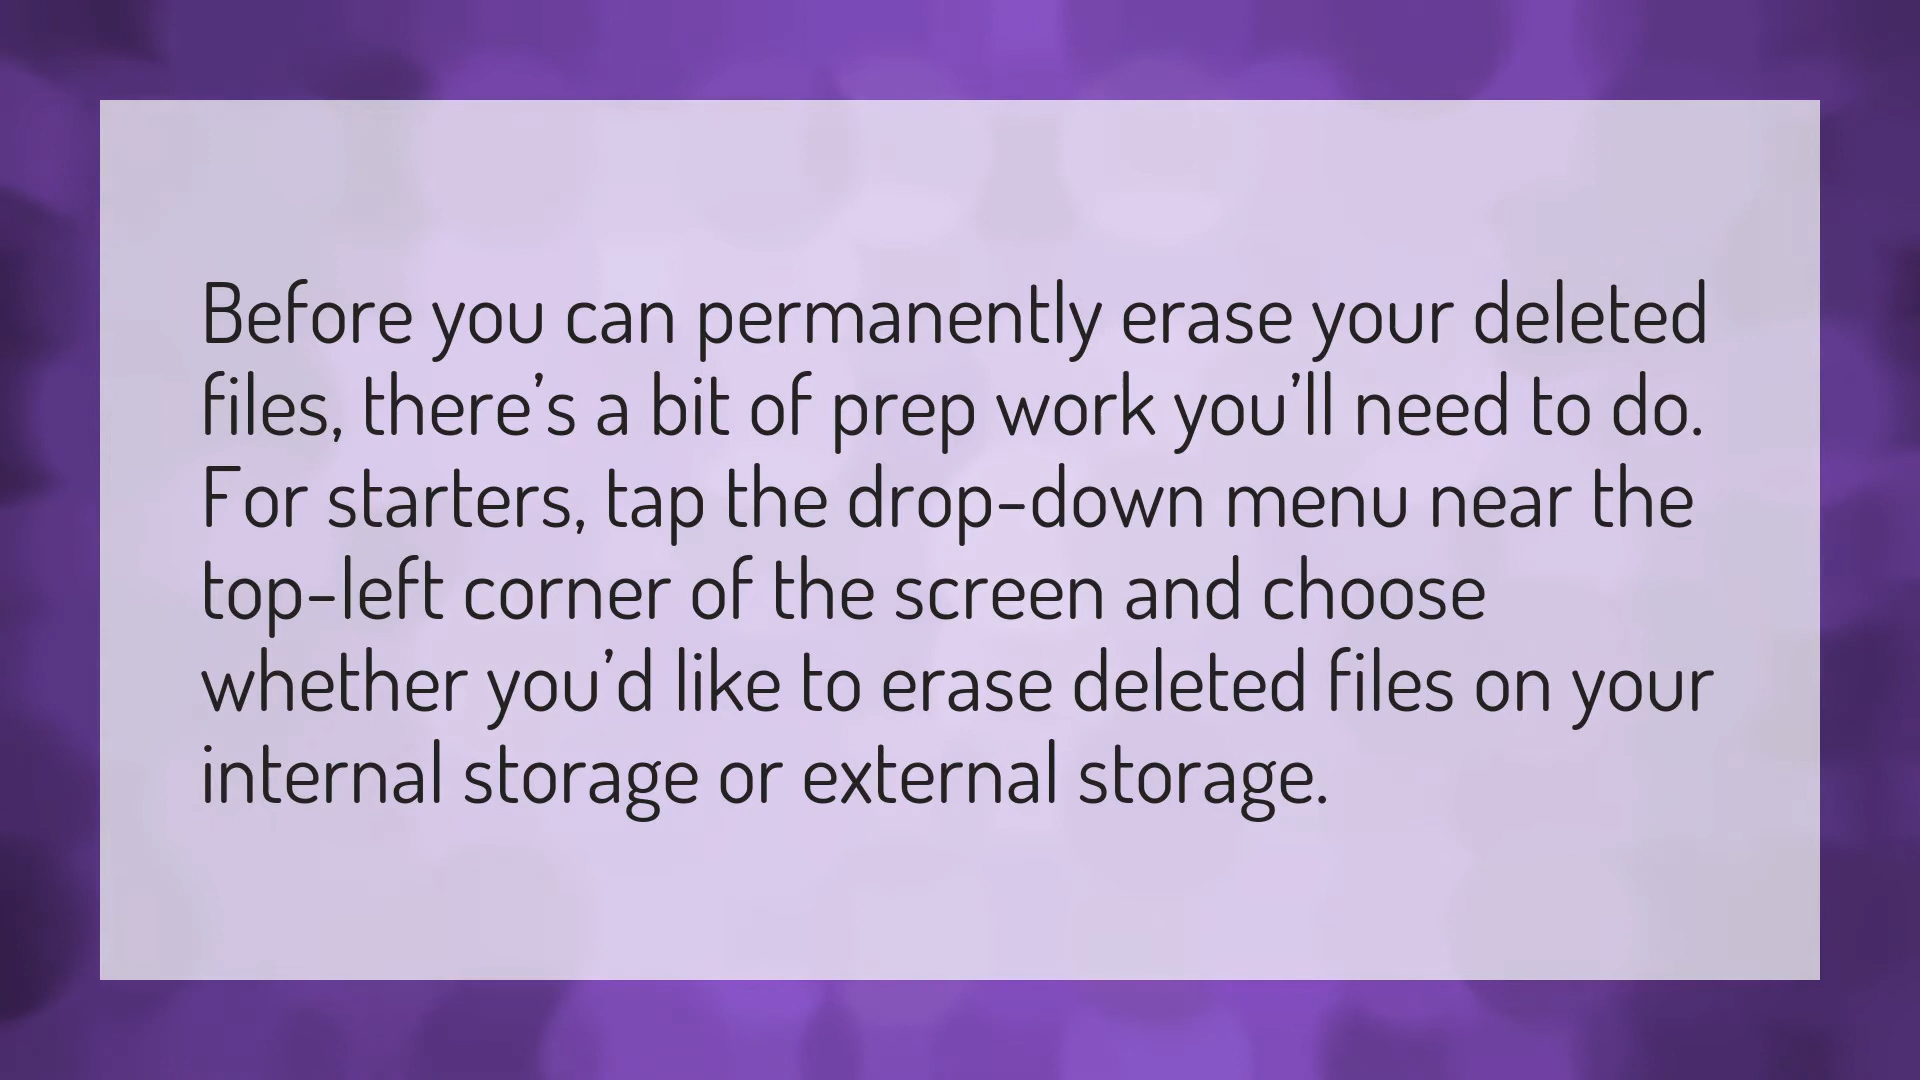 Before you can permanently erase your deleted
files, there’s a bit of prep work you’ll need to do.
For starters, tap the drop-down menu near the
top-left corner of the screen and choose
whether you’d like to erase deleted files on your
internal storage or external storage.